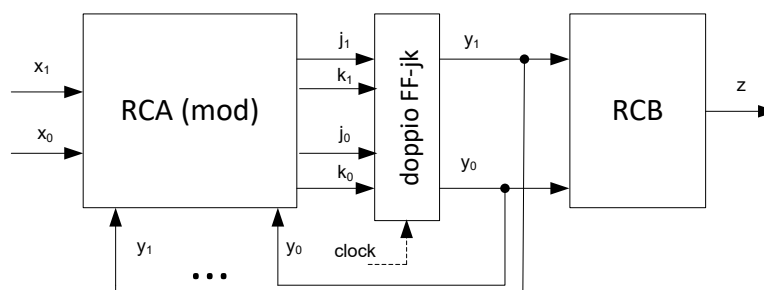 x₁
x₀
RCA (mod)
j₁
k₁
j₀
k₀
doppio FF-jk
y₁
y₀
RCB
z
y₁
...
y₀
clock